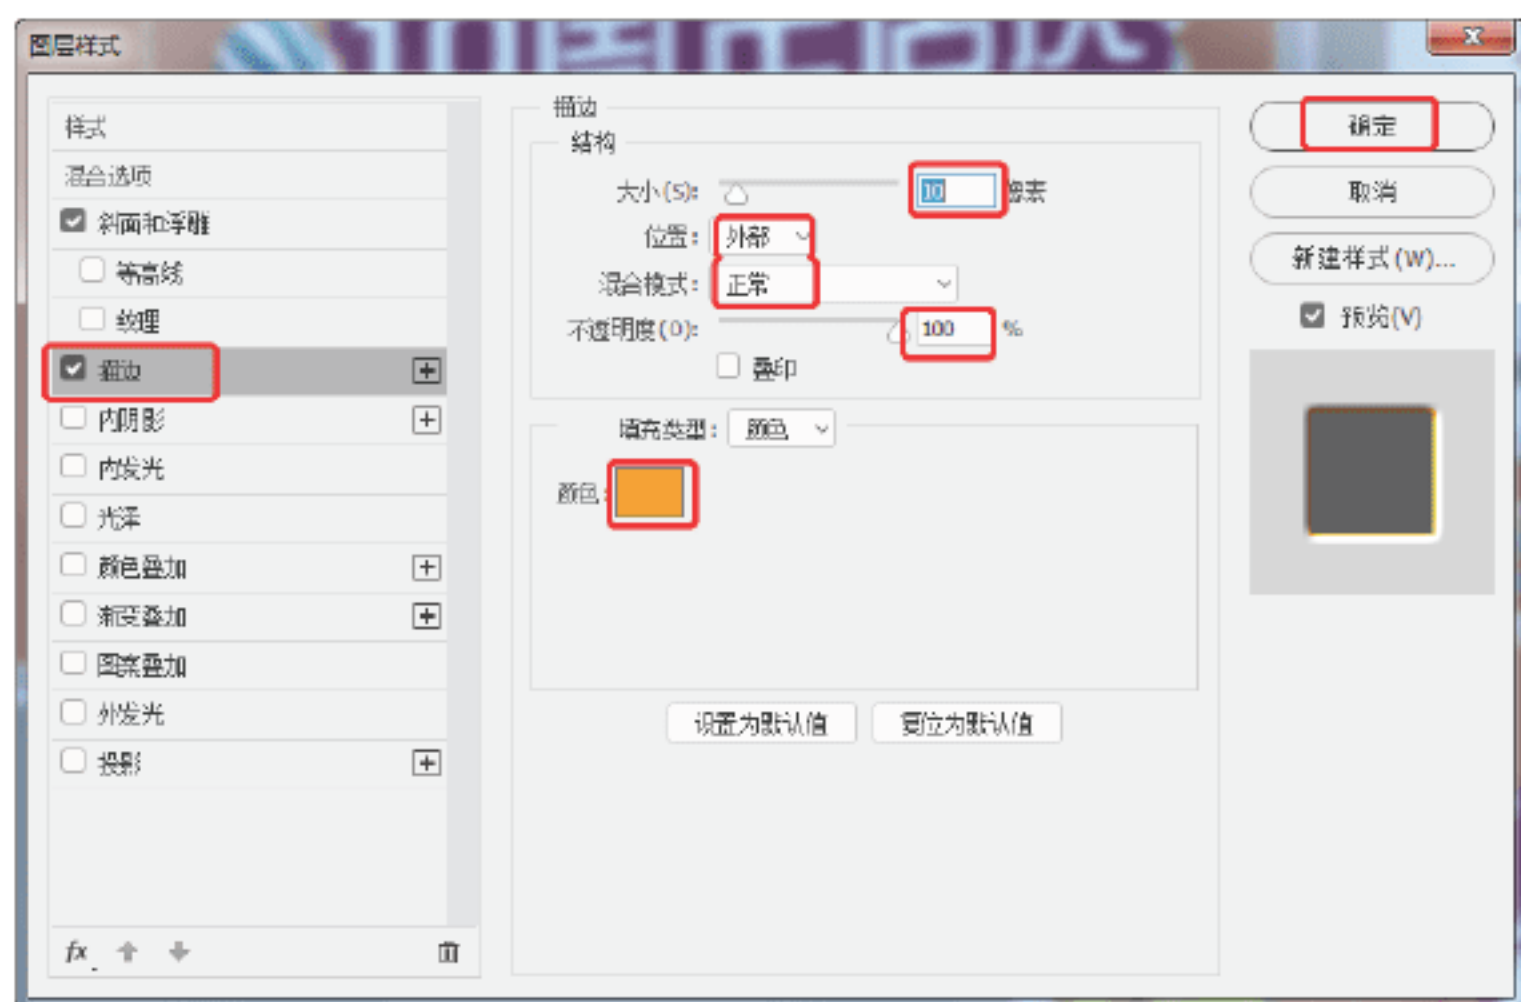 图层样式
样式
混合选项
斜面和浮雕
等高线
纹理
描边
内阴影
内发光
光泽
颜色叠加
渐变叠加
图案叠加
外发光
投影
fx
描边
结构
大小(S): 10 像素
位置: 外部
混合模式: 正常
不透明度(O): 100 %
叠印
填充类型: 颜色
颜色:
设置为默认值 复位为默认值
确定
取消
新建样式(W)...
预览(V)